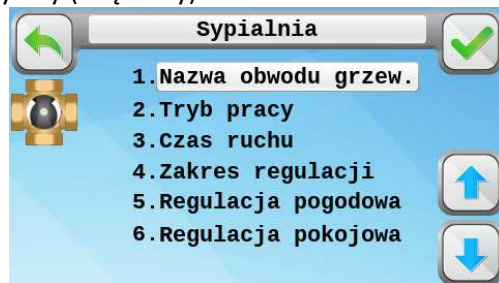 Sypialnia
1.Nazwa obwodu grzew.
2.Tryb pracy
3.Czas ruchu
4.Zakres regulacji
5.Regulacja pogodowa
6.Regulacja pokojowa